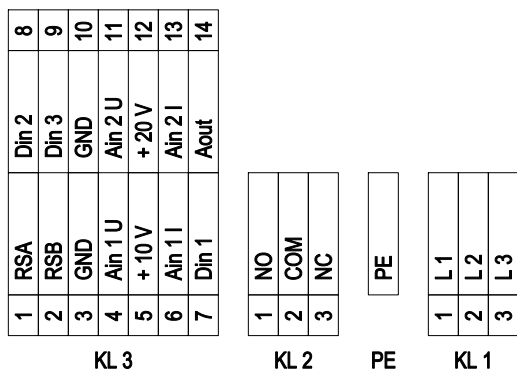 8 9 10 11 12 13 14
Din 2
Din 3
GND
Ain 2 U
+ 20 V
Ain 2 I
Aout
RSA
RSB
GND
Ain 1 U
+ 10 V
Ain 1 I
Din 1
1 2 3 4 5 6 7
KL 3
NO
COM
NC
1 2 3
KL 2
PE
PE
L 1
L 2
L 3
1 2 3
KL 1